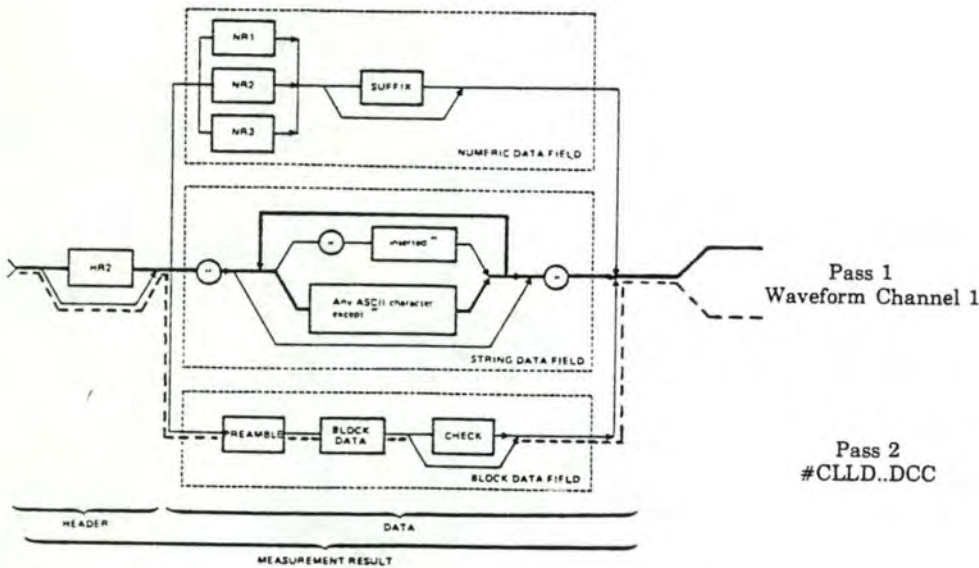 NR1
NR2
SUFFIX
NR3
NUMERIC DATA FIELD
HR2
"
"
inserted "
Any ASCII character
except "
"
STRING DATA FIELD
Pass 1
Waveform Channel 1
PREAMBLE
BLOCK
DATA
CHECK
BLOCK DATA FIELD
Pass 2
#CLLD..DCC
HEADER
DATA
MEASUREMENT RESULT